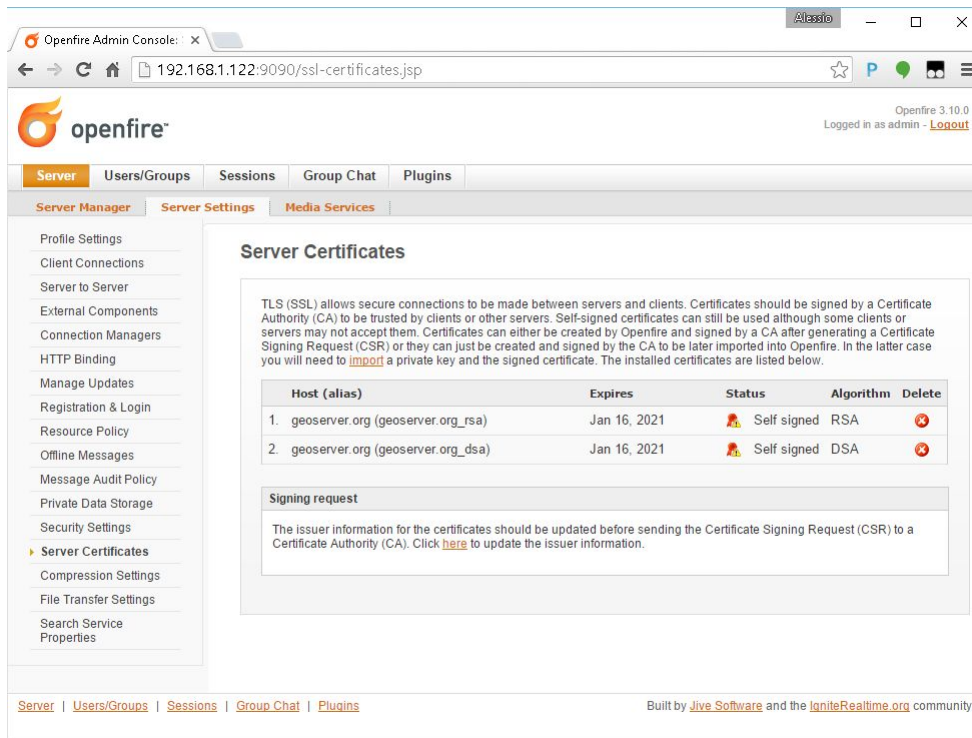 Alessio
Openfire Admin Console:
192.168.1.122:9090/ssl-certificates.jsp
P
openfire™
Openfire 3.10.0
Logged in as admin - Logout
Server Users/Groups Sessions Group Chat Plugins
Server Manager Server Settings Media Services
Profile Settings
Client Connections
Server to Server
External Components
Connection Managers
HTTP Binding
Manage Updates
Registration & Login
Resource Policy
Offline Messages
Message Audit Policy
Private Data Storage
Security Settings
Server Certificates
Compression Settings
File Transfer Settings
Search Service
Properties
Server Certificates
TLS (SSL) allows secure connections to be made between servers and clients. Certificates should be signed by a Certificate
Authority (CA) to be trusted by clients or other servers. Self-signed certificates can still be used although some clients or
servers may not accept them. Certificates can either be created by Openfire and signed by a CA after generating a Certificate
Signing Request (CSR) or they can just be created and signed by the CA to be later imported into Openfire. In the latter case
you will need to import a private key and the signed certificate. The installed certificates are listed below.
Host (alias) Expires Status Algorithm Delete
1. geoserver.org (geoserver.org_rsa) Jan 16, 2021 Self signed RSA
2. geoserver.org (geoserver.org_dsa) Jan 16, 2021 Self signed DSA
Signing request
The issuer information for the certificates should be updated before sending the Certificate Signing Request (CSR) to a
Certificate Authority (CA). Click here to update the issuer information.
Server | Users/Groups | Sessions | Group Chat | Plugins
Built by Jive Software and the IgniteRealtime.org community